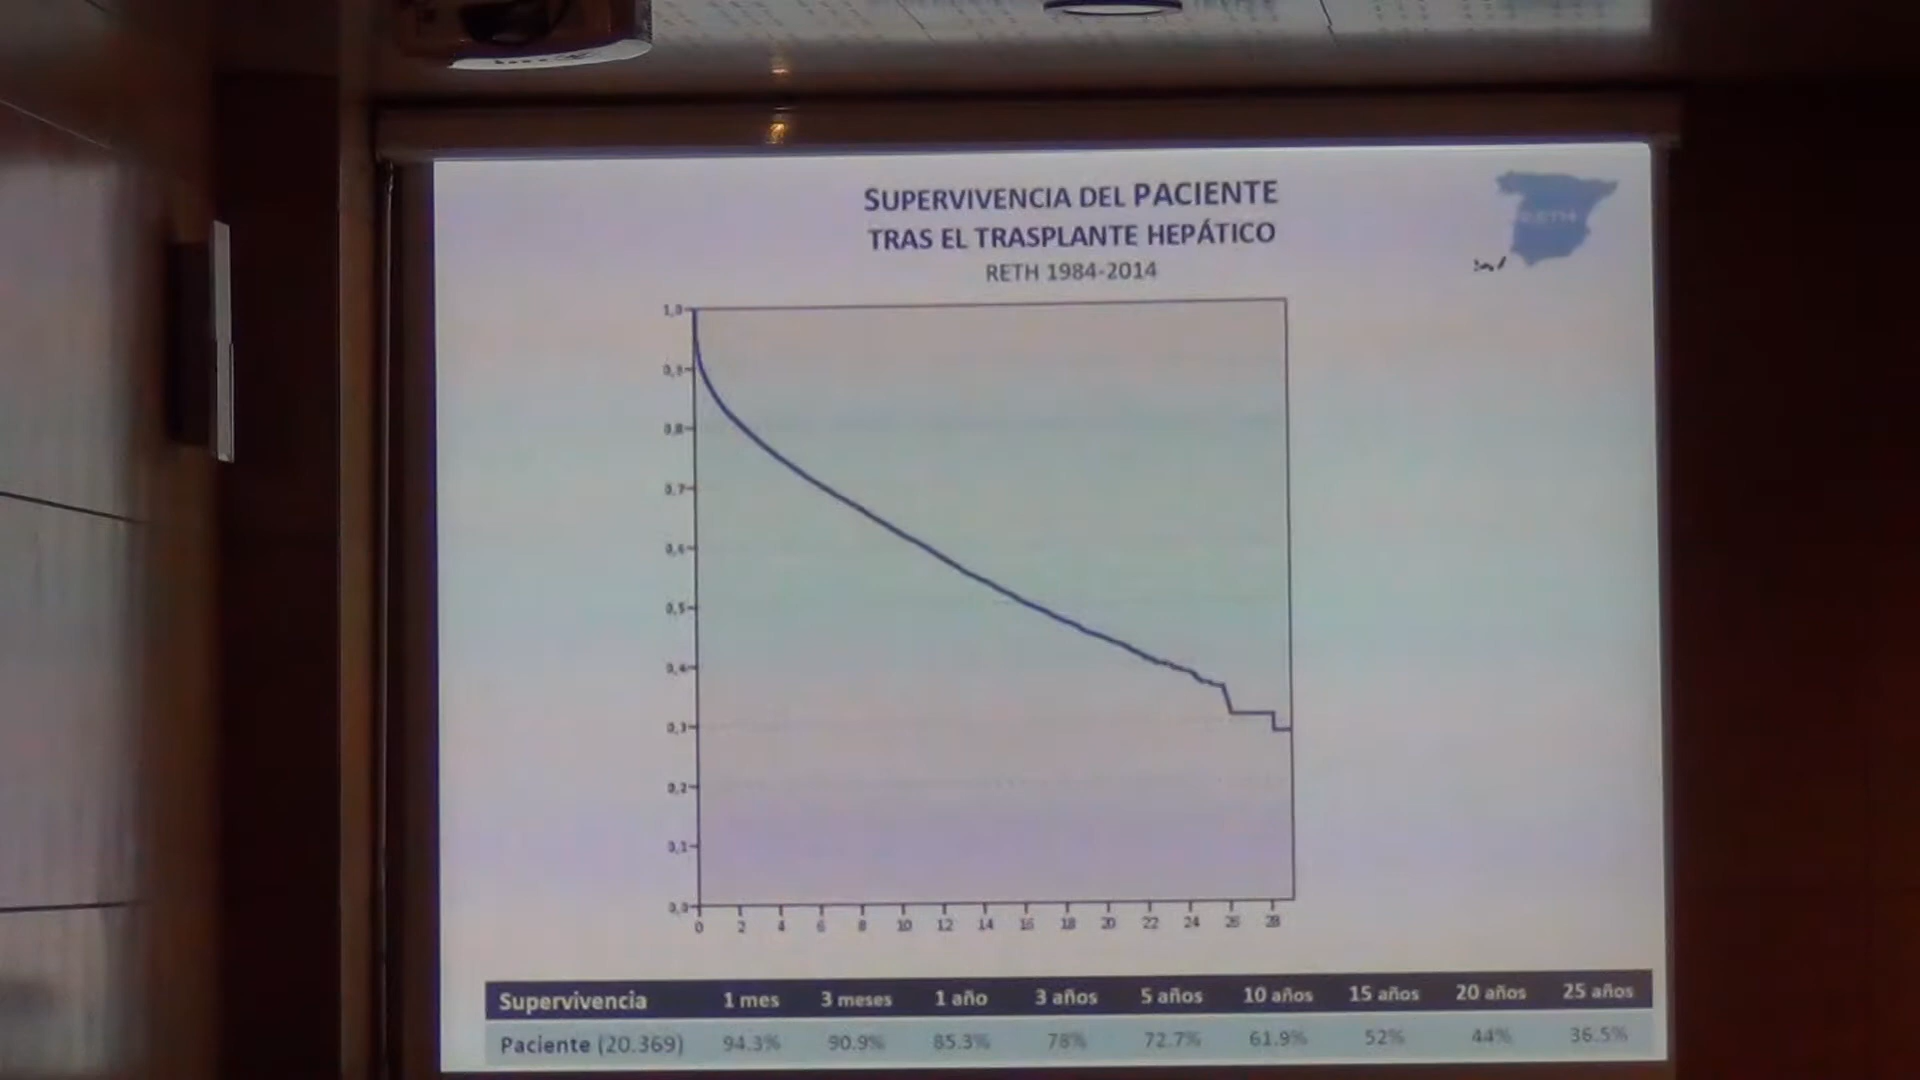 SUPERVIVENCIA DEL PACIENTE
TRAS EL TRASPLANTE HEPÁTICO
RETH 1984-2014
RETH
1,0
0,9
0,8
0,7
0,6
0,5
0,4
0,3
0,2
0,1
0,0
0 2 4 6 8 10 12 14 16 18 20 22 24 26 28
Supervivencia 1 mes 3 meses 1 año 3 años 5 años 10 años 15 años 20 años 25 años
Paciente (20.369) 94.3% 90.9% 85.3% 78% 72.7% 61.9% 52% 44% 36.5%